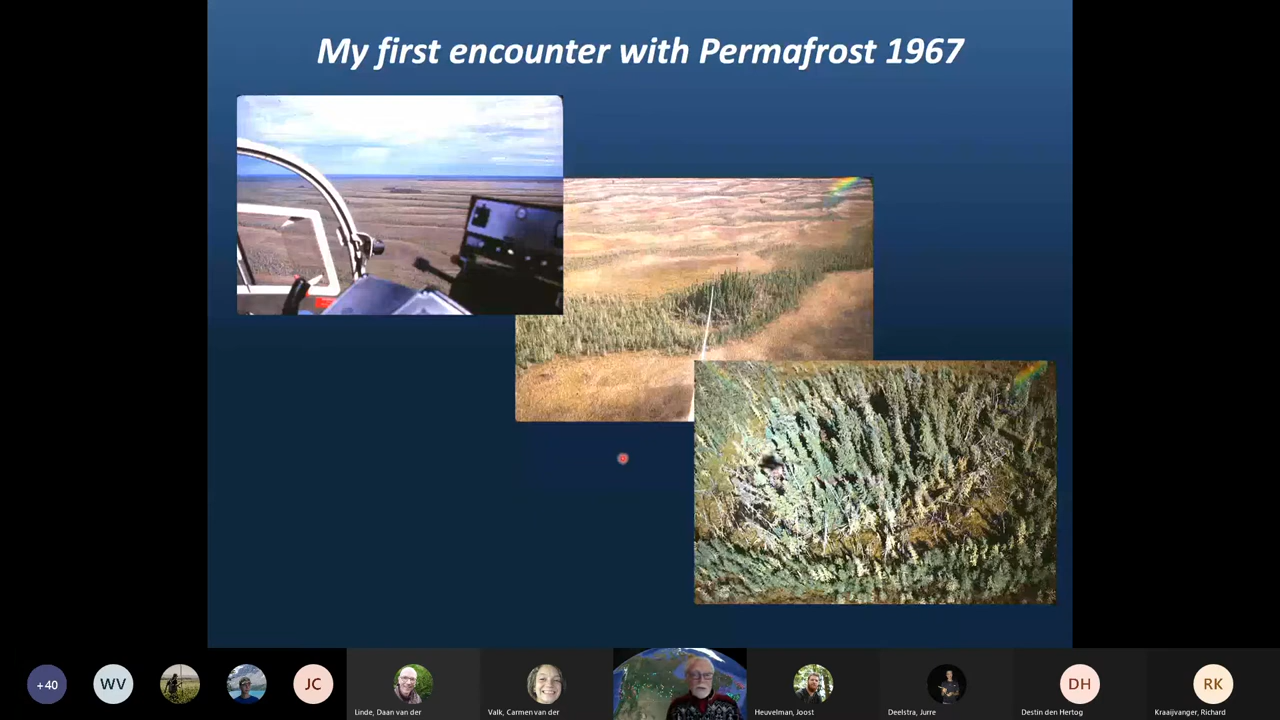 My first encounter with Permafrost 1967
+40
WV
JC
Linde, Daan van der
Valk, Carmen van der
Heuvelman, Joost
Deelstra, Jurre
DH
Destin den Hertog
RK
Kraaijvanger, Richard